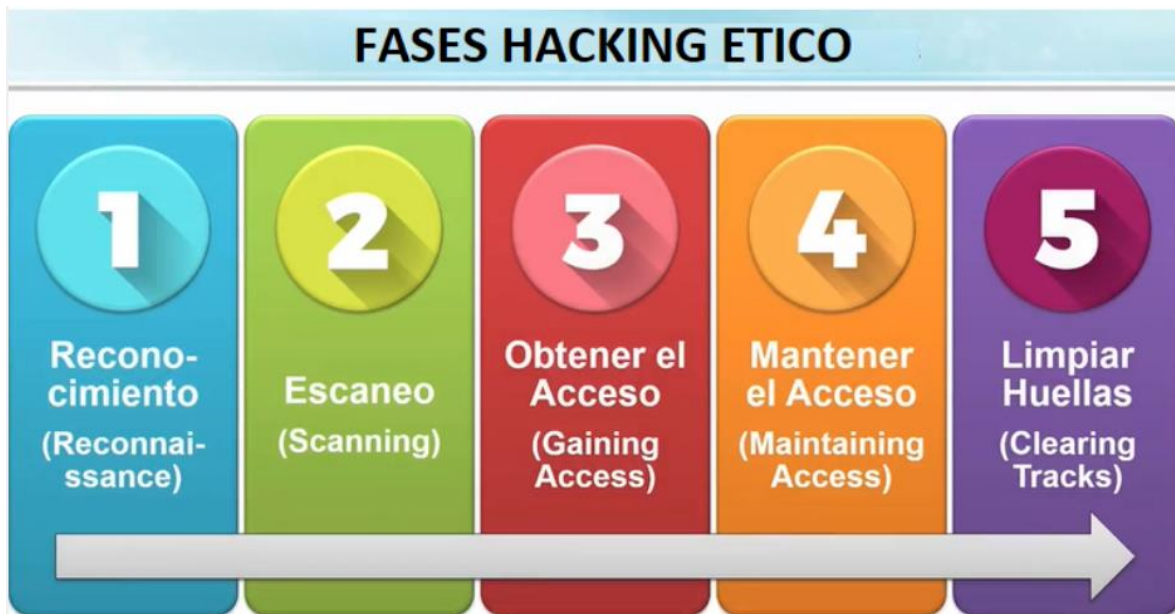 FASES HACKING ETICO
1
Recono-
cimiento
(Reconnai-
ssance)
2
Escaneo
(Scanning)
3
Obtener el
Acceso
(Gaining
Access)
4
Mantener
el Acceso
(Maintaining
Access)
5
Limpiar
Huellas
(Clearing
Tracks)